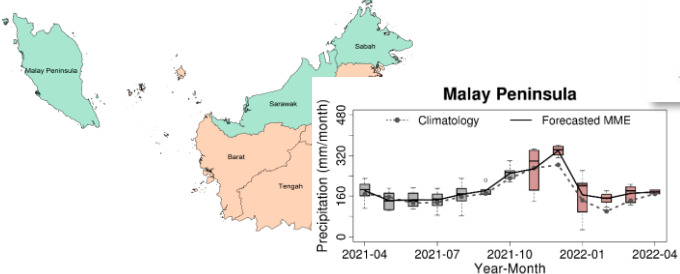 Sabah
Malay Peninsula
Sarawak
Barat
Tengah
Malay Peninsula
Climatology
Forecasted MME
Precipitation (mm/month)
480
320
160
0
2021-04
2021-07
2021-10
2022-01
2022-04
Year-Month